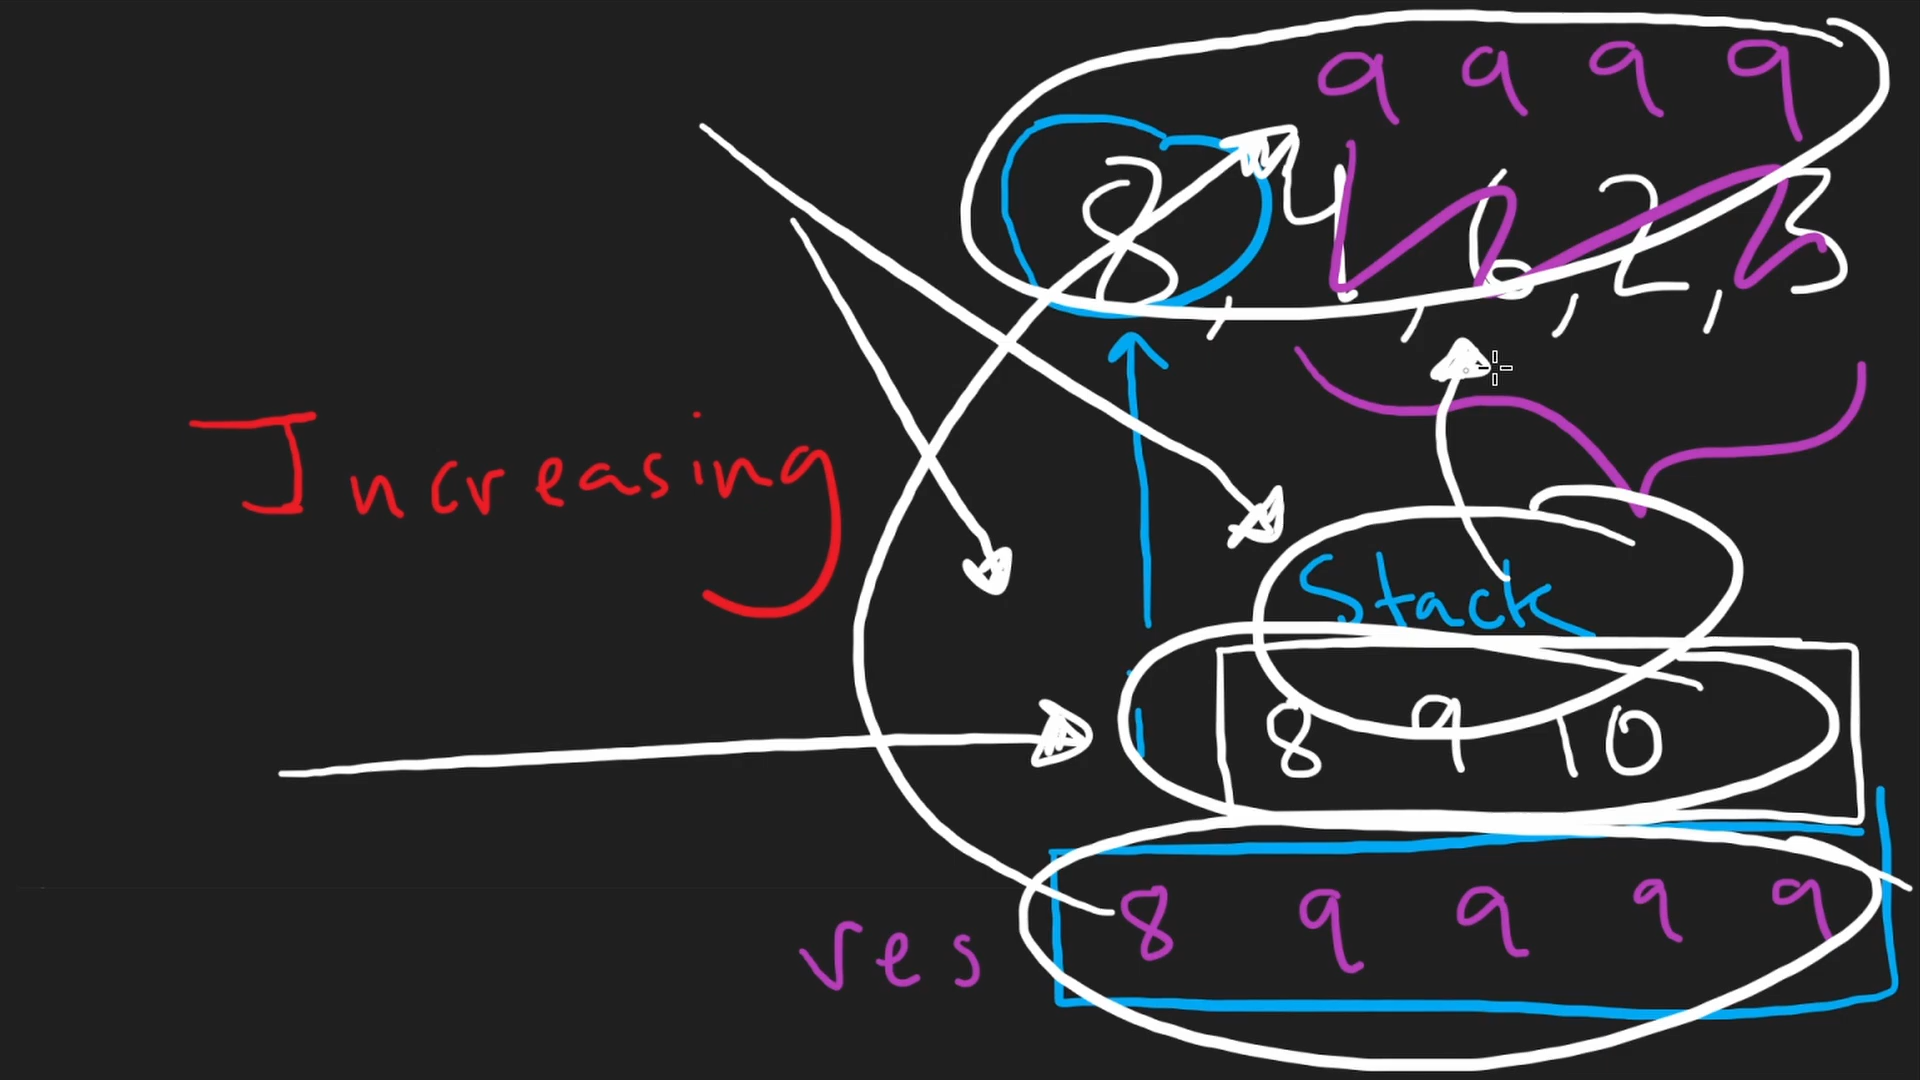 9 9 9 9
8, 4, 6, 2, 3
Increasing
Stack
8 9 10
res 8 9 9 9 9